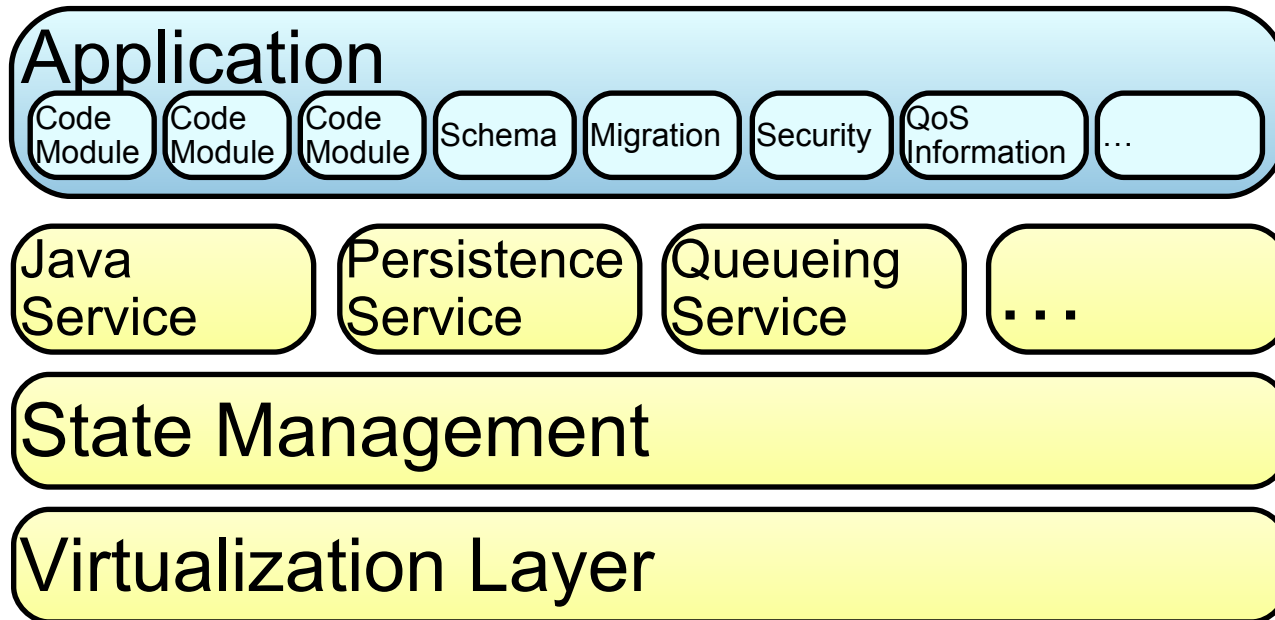 Application
Code
Module
Code
Module
Code
Module
Schema
Migration
Security
QoS
Information
…
Java
Service
Persistence
Service
Queueing
Service
…
State Management
Virtualization Layer